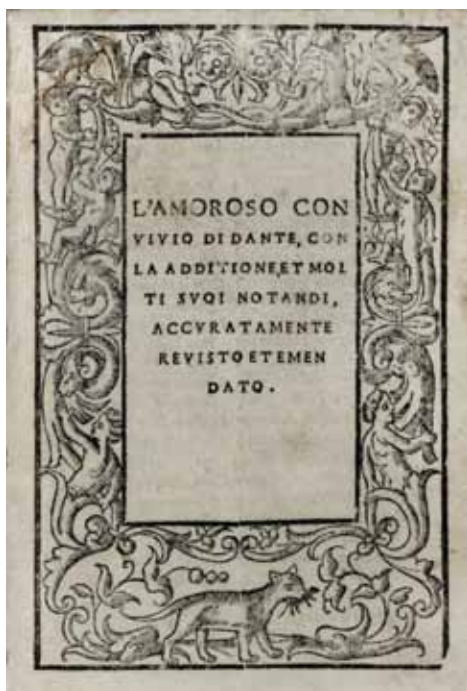 L'AMOROSO CON
VIVIO DI DANTE, CON
LA ADDITIONE, ET MOL
TI SVOI NOTANDI,
ACCVRATAMENTE
REVISTO ET EMEN
DATO.